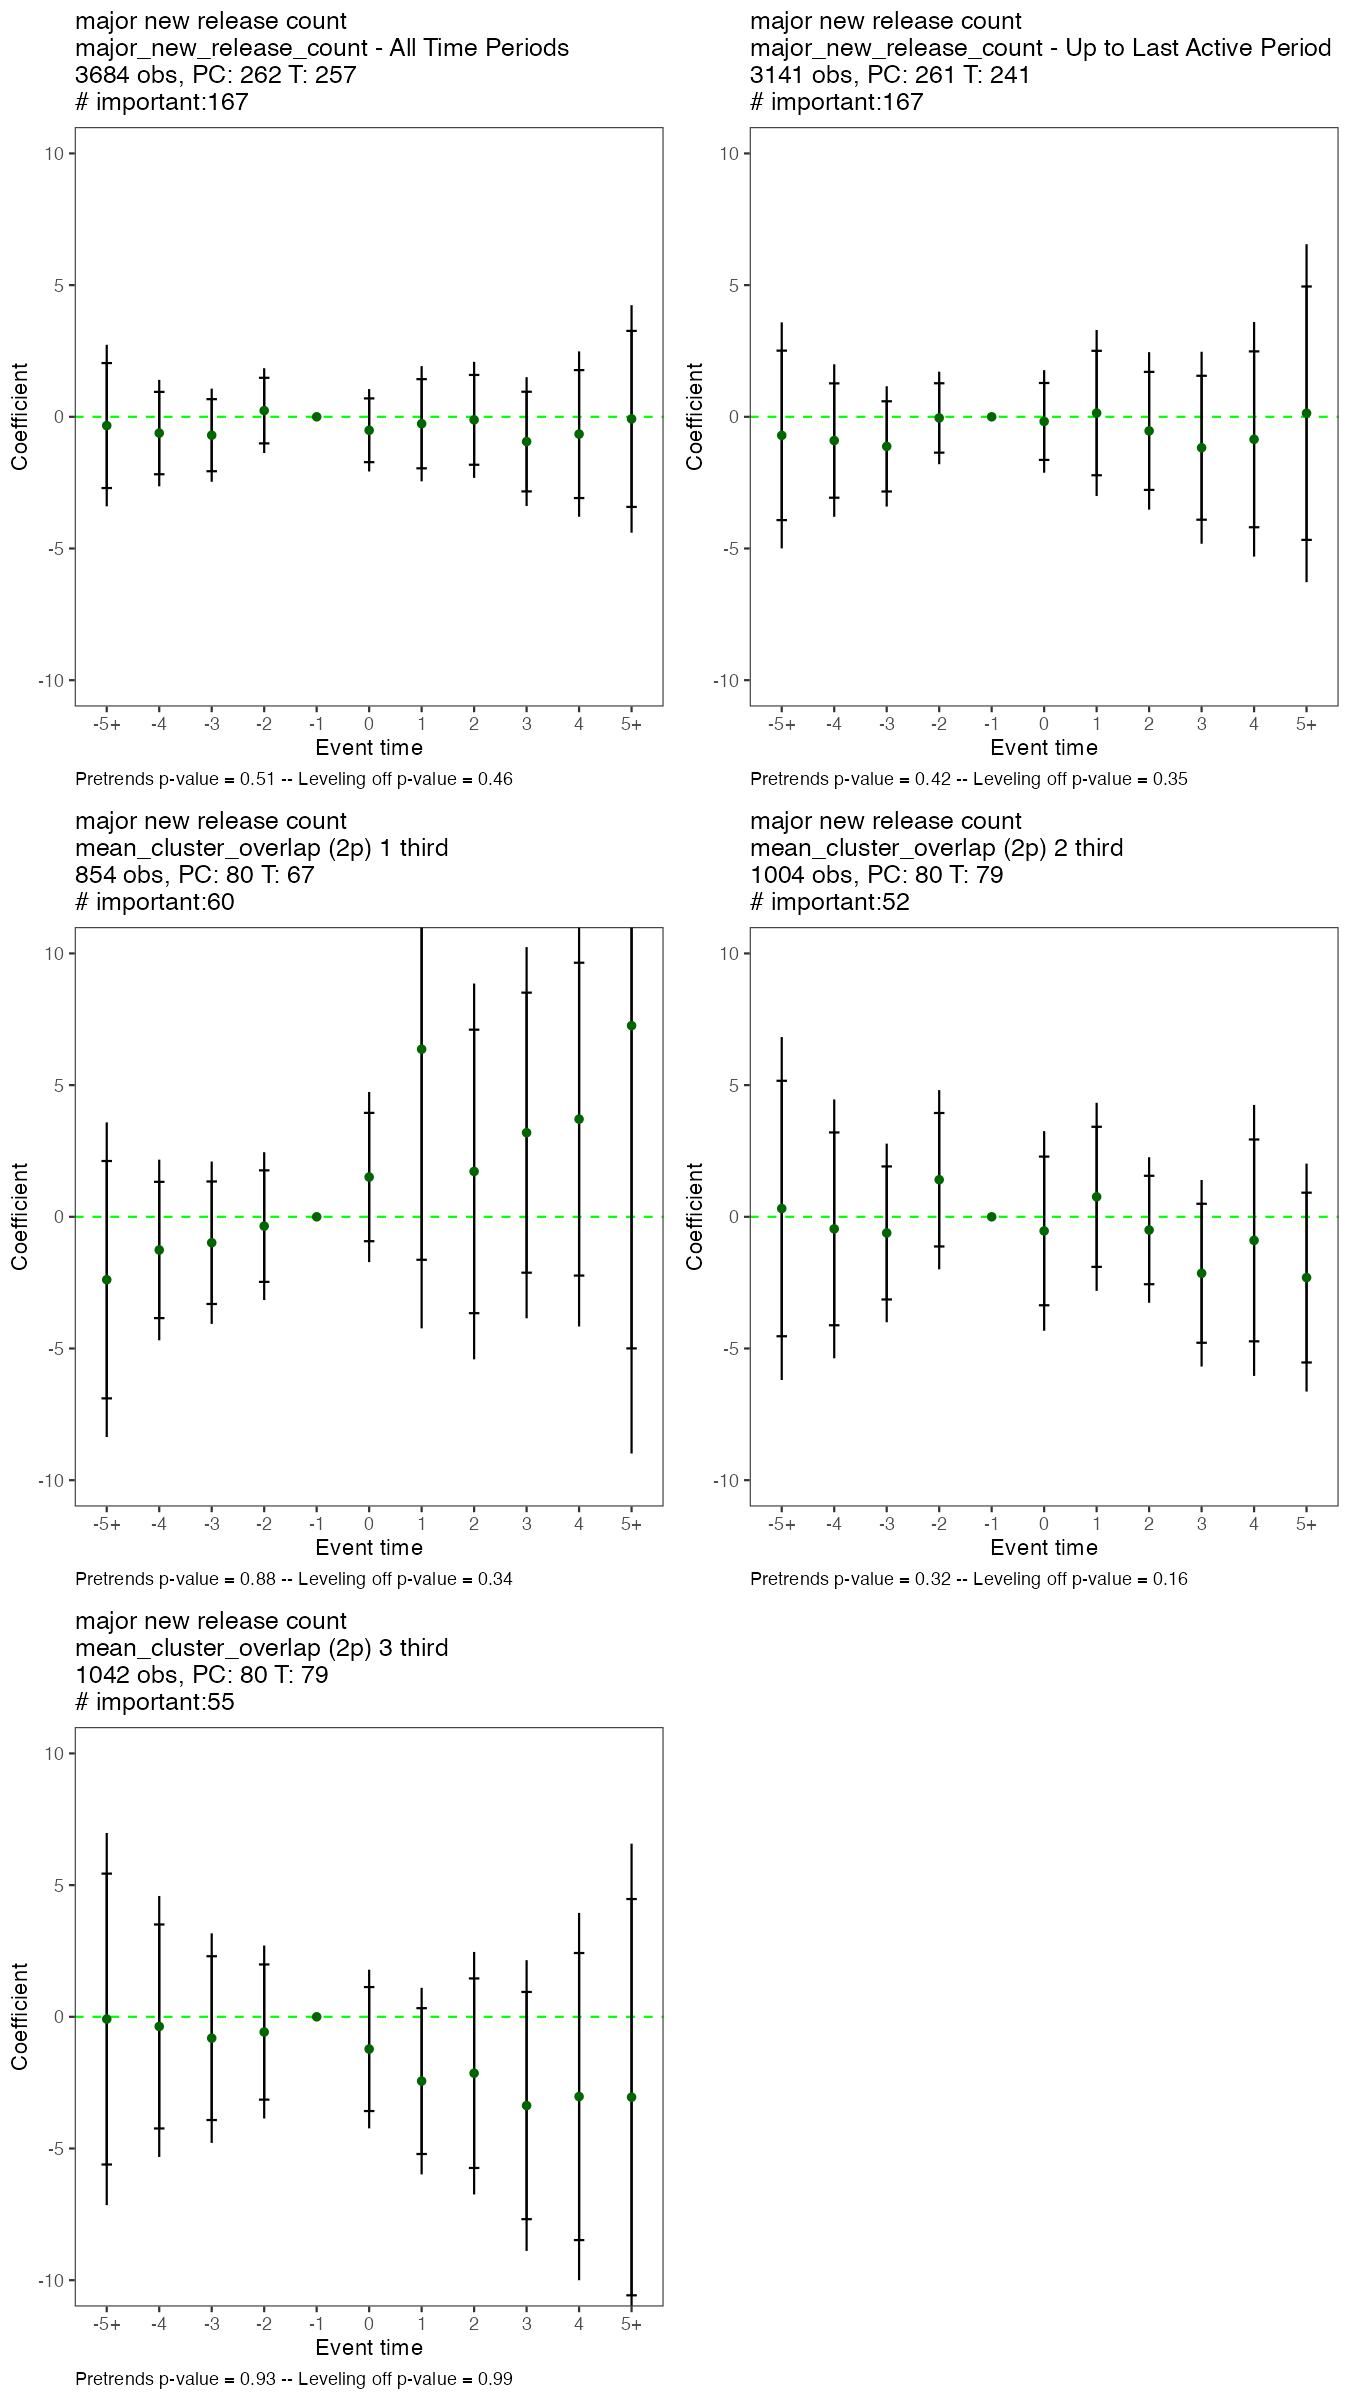 major new release count
major_new_release_count - All Time Periods
3684 obs, PC: 262 T: 257
# important:167
10
5
0
-5
-10
Coefficient
-5+ -4 -3 -2 -1 0 1 2 3 4 5+
Event time
Pretrends p-value = 0.51 -- Leveling off p-value = 0.46
major new release count
major_new_release_count - Up to Last Active Period
3141 obs, PC: 261 T: 241
# important:167
10
5
0
-5
-10
Coefficient
-5+ -4 -3 -2 -1 0 1 2 3 4 5+
Event time
Pretrends p-value = 0.42 -- Leveling off p-value = 0.35
major new release count
mean_cluster_overlap (2p) 1 third
854 obs, PC: 80 T: 67
# important:60
10
5
0
-5
-10
Coefficient
-5+ -4 -3 -2 -1 0 1 2 3 4 5+
Event time
Pretrends p-value = 0.88 -- Leveling off p-value = 0.34
major new release count
mean_cluster_overlap (2p) 2 third
1004 obs, PC: 80 T: 79
# important:52
10
5
0
-5
-10
Coefficient
-5+ -4 -3 -2 -1 0 1 2 3 4 5+
Event time
Pretrends p-value = 0.32 -- Leveling off p-value = 0.16
major new release count
mean_cluster_overlap (2p) 3 third
1042 obs, PC: 80 T: 79
# important:55
10
5
0
-5
-10
Coefficient
-5+ -4 -3 -2 -1 0 1 2 3 4 5+
Event time
Pretrends p-value = 0.93 -- Leveling off p-value = 0.99